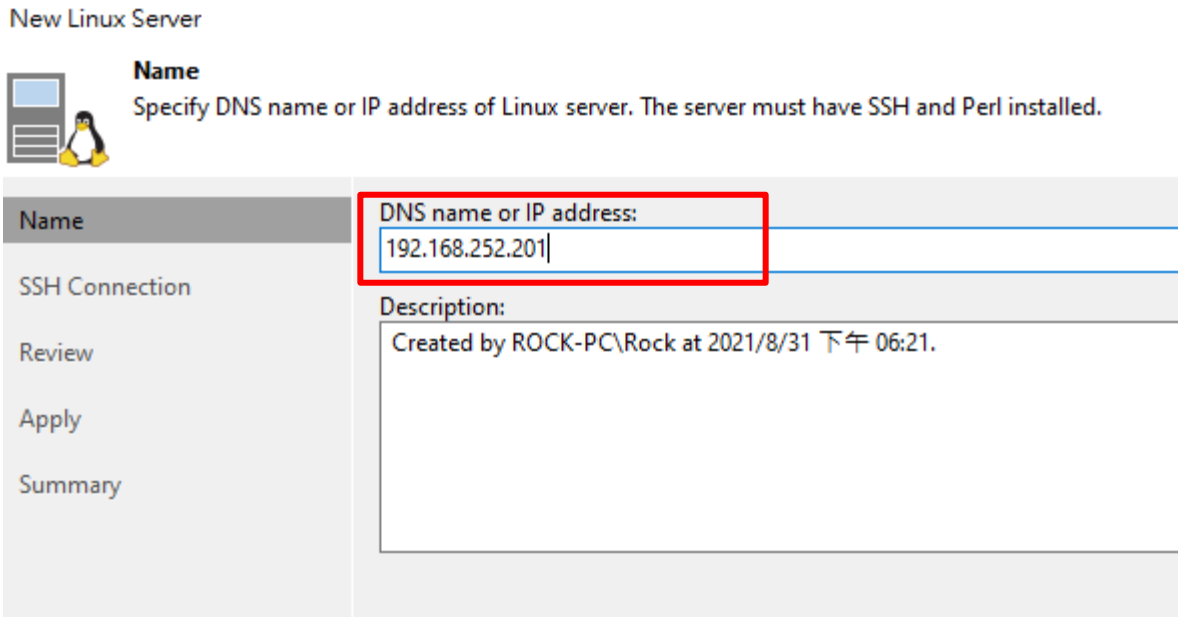 New Linux Server
Name
Specify DNS name or IP address of Linux server. The server must have SSH and Perl installed.
Name
SSH Connection
Review
Apply
Summary
DNS name or IP address:
192.168.252.201
Description:
Created by ROCK-PC\Rock at 2021/8/31 下午 06:21.